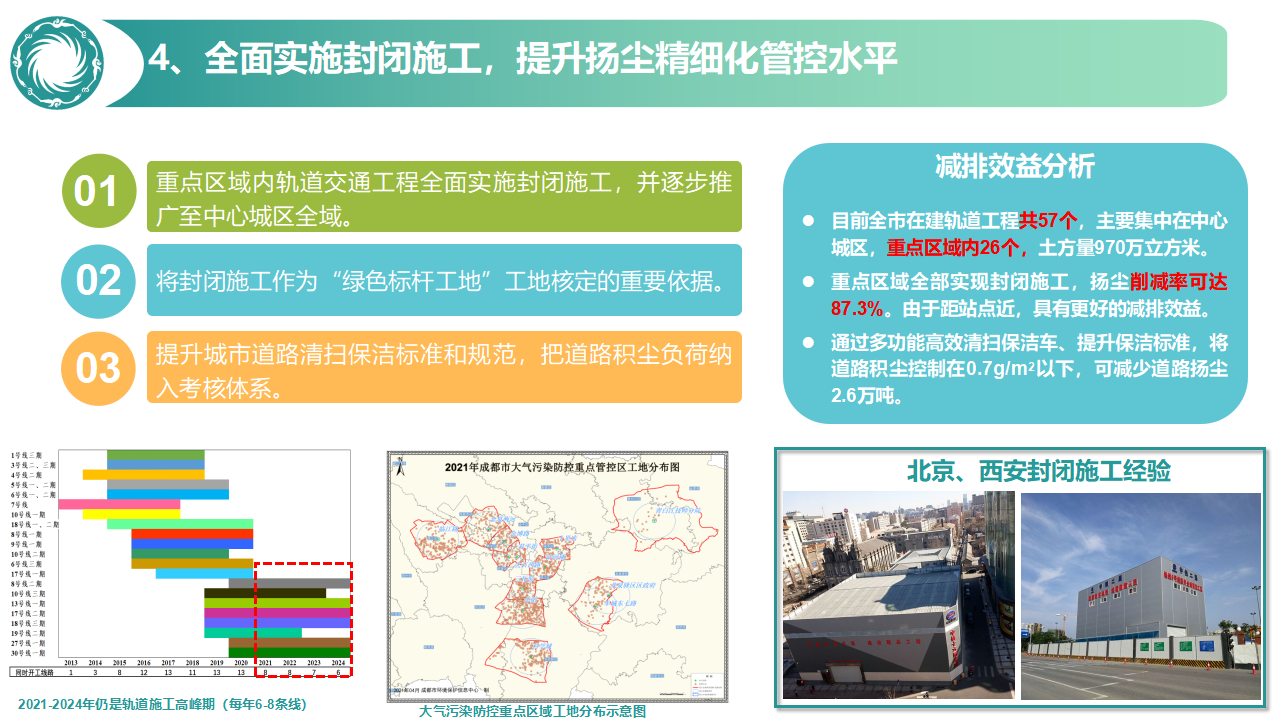 4、全面实施封闭施工，提升扬尘精细化管控水平
01
重点区域内轨道交通工程全面实施封闭施工，并逐步推
广至中心城区全域。
02
将封闭施工作为“绿色标杆工地”工地核定的重要依据。
03
提升城市道路清扫保洁标准和规范，把道路积尘负荷纳
入考核体系。
减排效益分析
目前全市在建轨道工程共57个，主要集中在中心
城区，重点区域内26个，土方量970万立方米。
重点区域全部实现封闭施工，扬尘削减率可达
87.3%。由于距站点近，具有更好的减排效益。
通过多功能高效清扫保洁车、提升保洁标准，将
道路积尘控制在0.7g/m²以下，可减少道路扬尘
2.6万吨。
1号线三期
3号线二、三期
4号线二期
5号线一、二期
6号线一、二期
7号线
10号线一期
18号线一、二期
8号线一期
9号线一期
10号线二期
6号线三期
17号线一期
8号线二期
10号线三期
13号线一期
17号线二期
18号线三期
19号线二期
27号线一期
30号线一期
2013 2014 2015 2016 2017 2018 2019 2020 2021 2022 2023 2024
同时开工线路 1 3 8 12 13 11 13 13 8 8 7 6
2021-2024年仍是轨道施工高峰期（每年6-8条线）
2021年成都市大气污染防控重点管控区工地分布图
2021年04月 成都市环境保护信息中心 制
大气污染防控重点区域工地分布示意图
北京、西安封闭施工经验